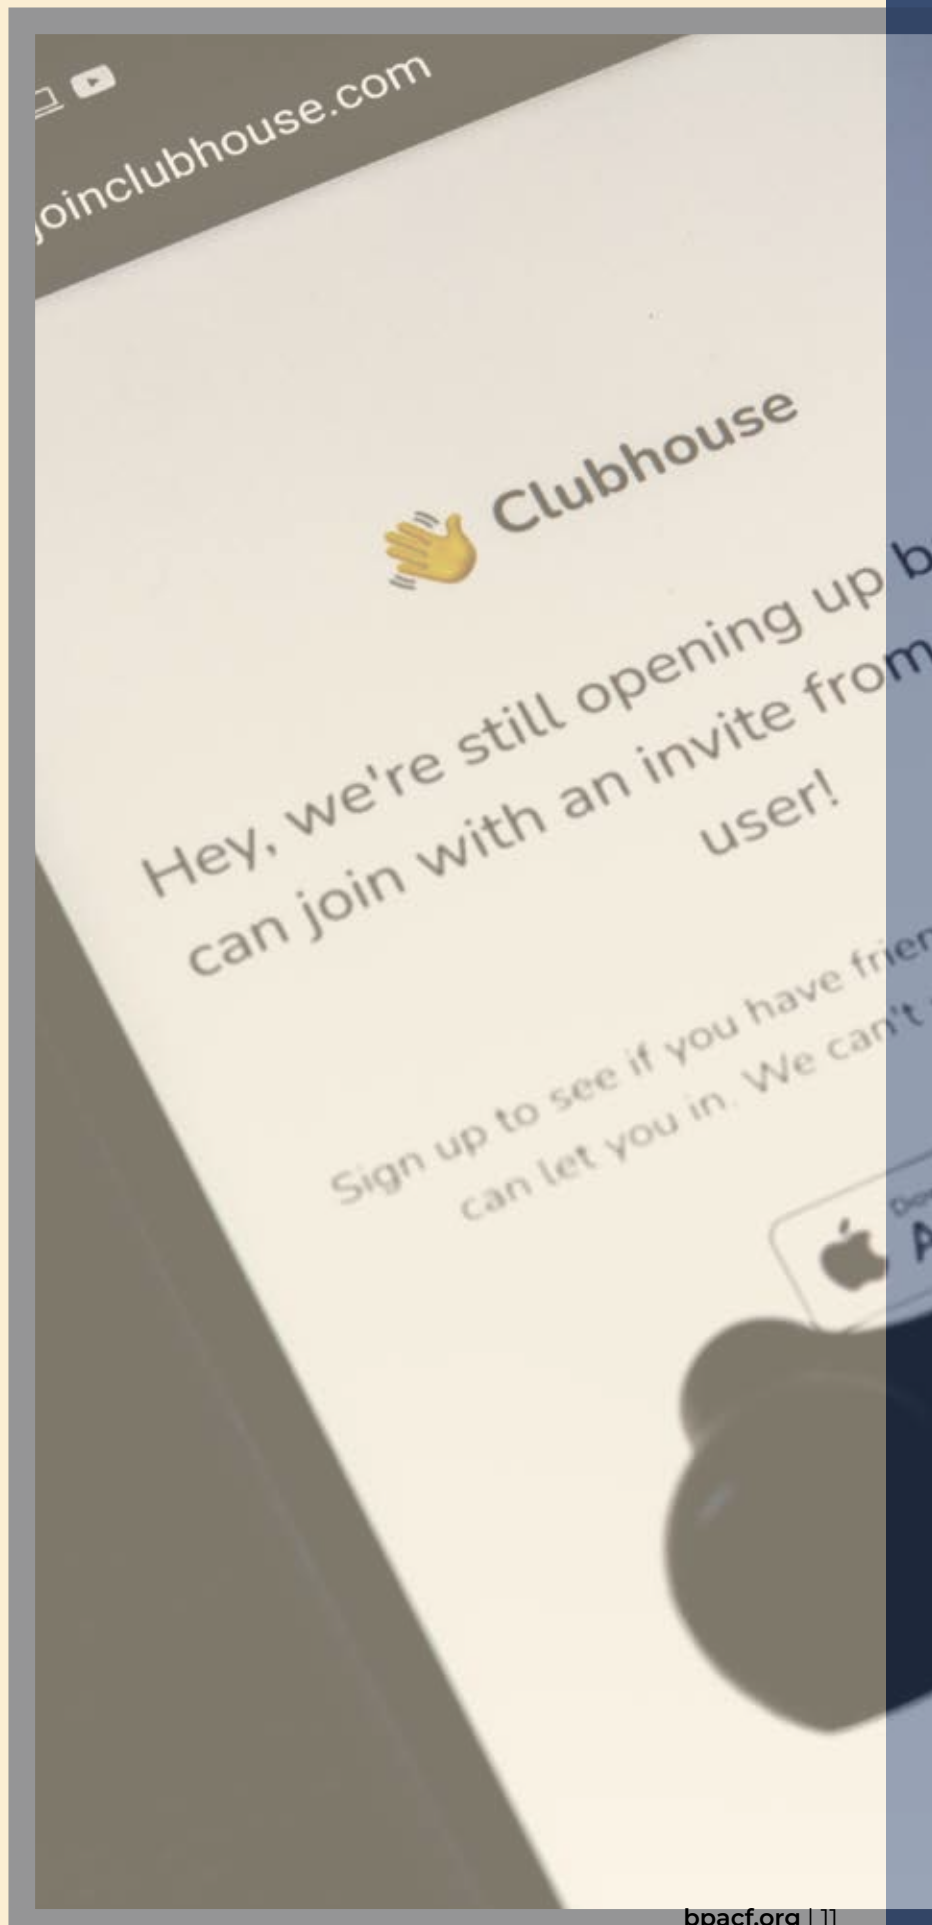 joinclubhouse.com
Clubhouse
Hey, we're still opening up
can join with an invite from
user!
Sign up to see if you have
can let you in. We can't
bpacf.org | 11